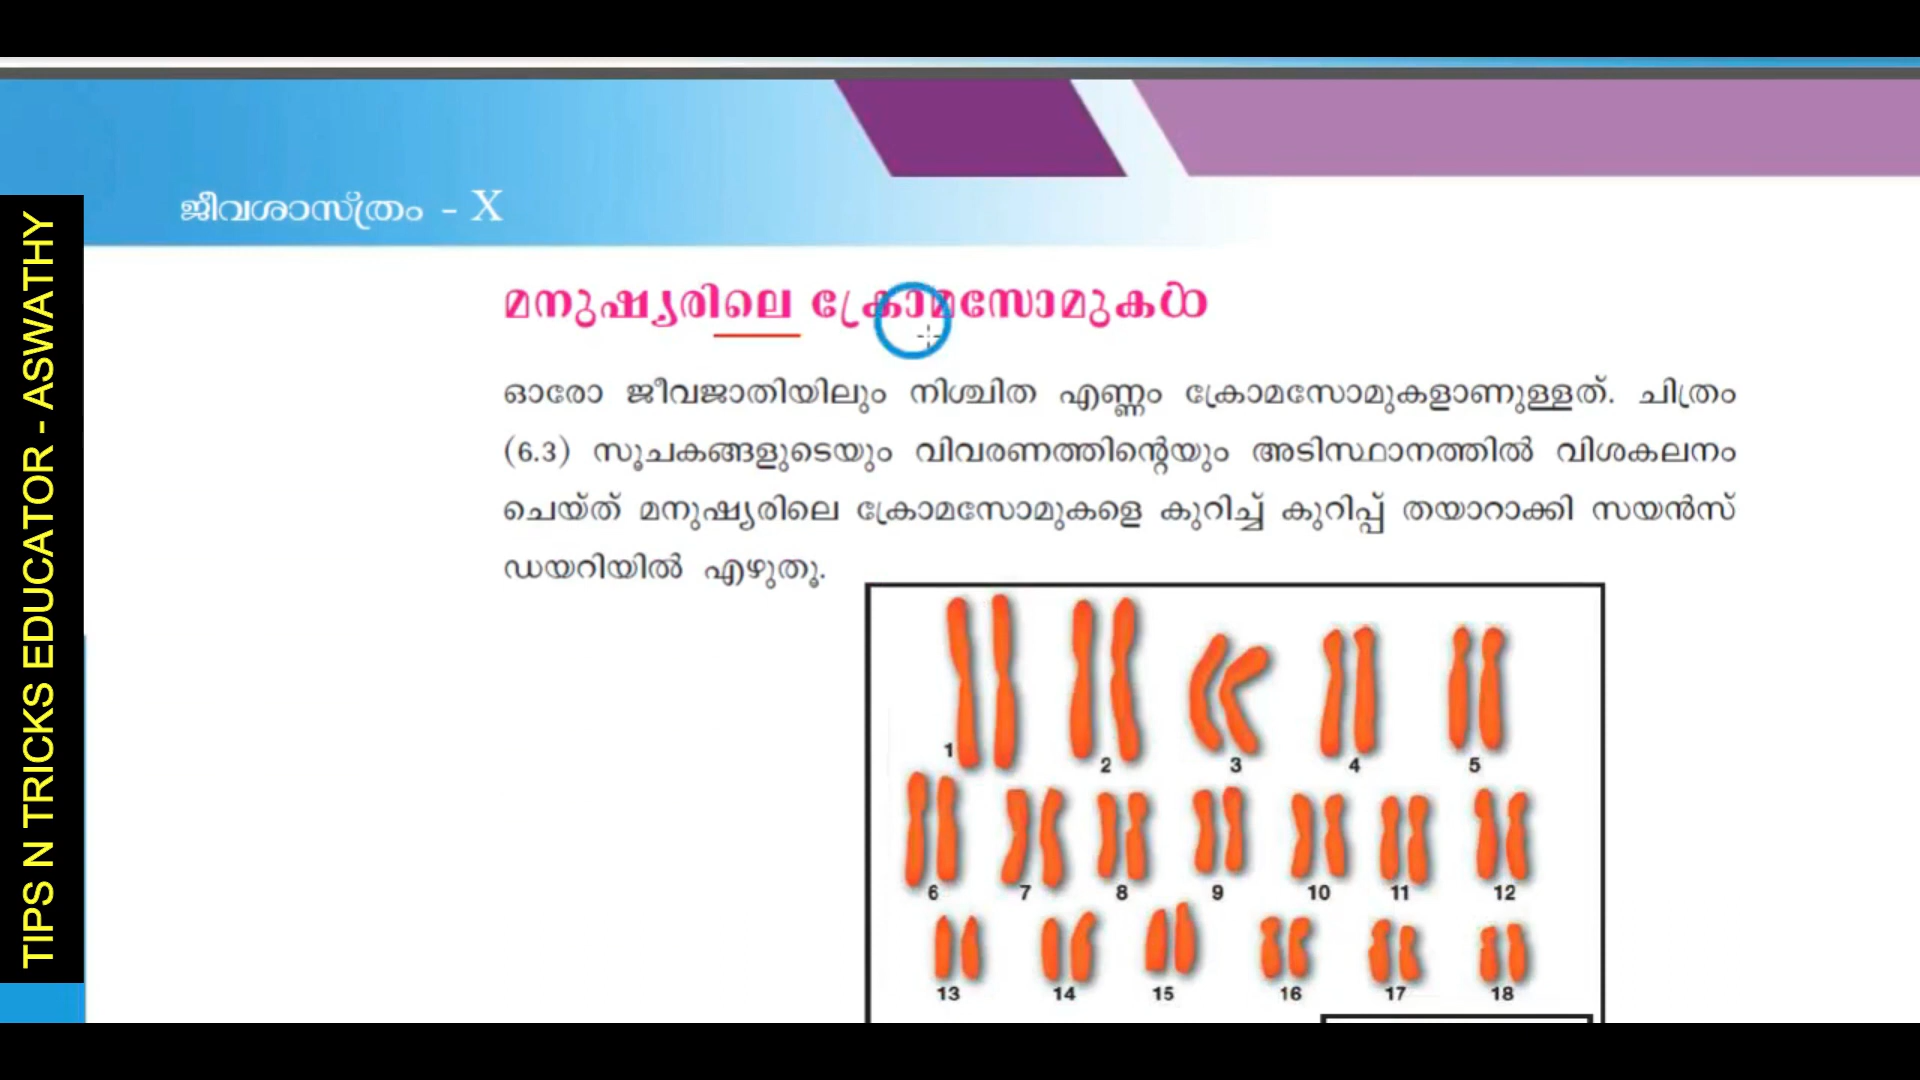 ജീവശാസ്ത്രം - X
മനുഷ്യരിലെ ക്രോമസോമുകൾ
ഓരോ ജീവജാതിയിലും നിശ്ചിത എണ്ണം ക്രോമസോമുകളാണുള്ളത്. ചിത്രം
(6.3) സൂചകങ്ങളുടെയും വിവരണത്തിന്റെയും അടിസ്ഥാനത്തിൽ വിശകലനം
ചെയ്ത് മനുഷ്യരിലെ ക്രോമസോമുകളെ കുറിച്ച് കുറിപ്പ് തയാറാക്കി സയൻസ്
ഡയറിയിൽ എഴുതൂ.
1 2 3 4 5
6 7 8 9 10 11 12
13 14 15 16 17 18
TIPS N TRICKS EDUCATOR - ASWATHY